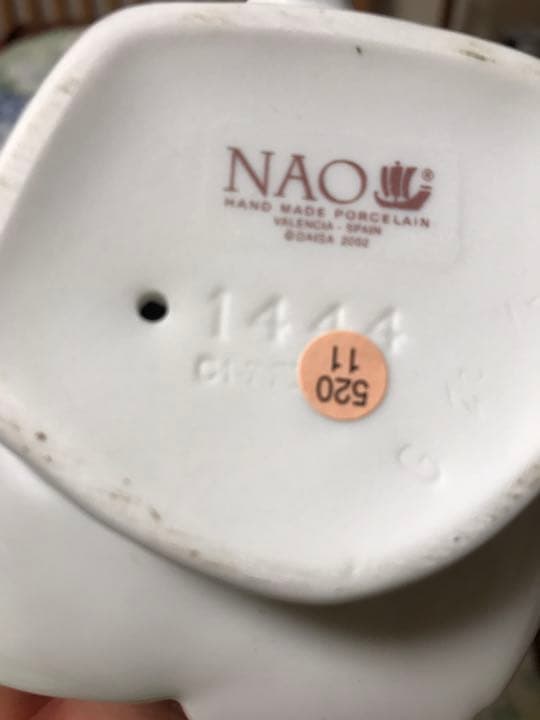 NAO®
HAND MADE PORCELAIN
VALENCIA - SPAIN
©DAISA 2002
1444
520
11